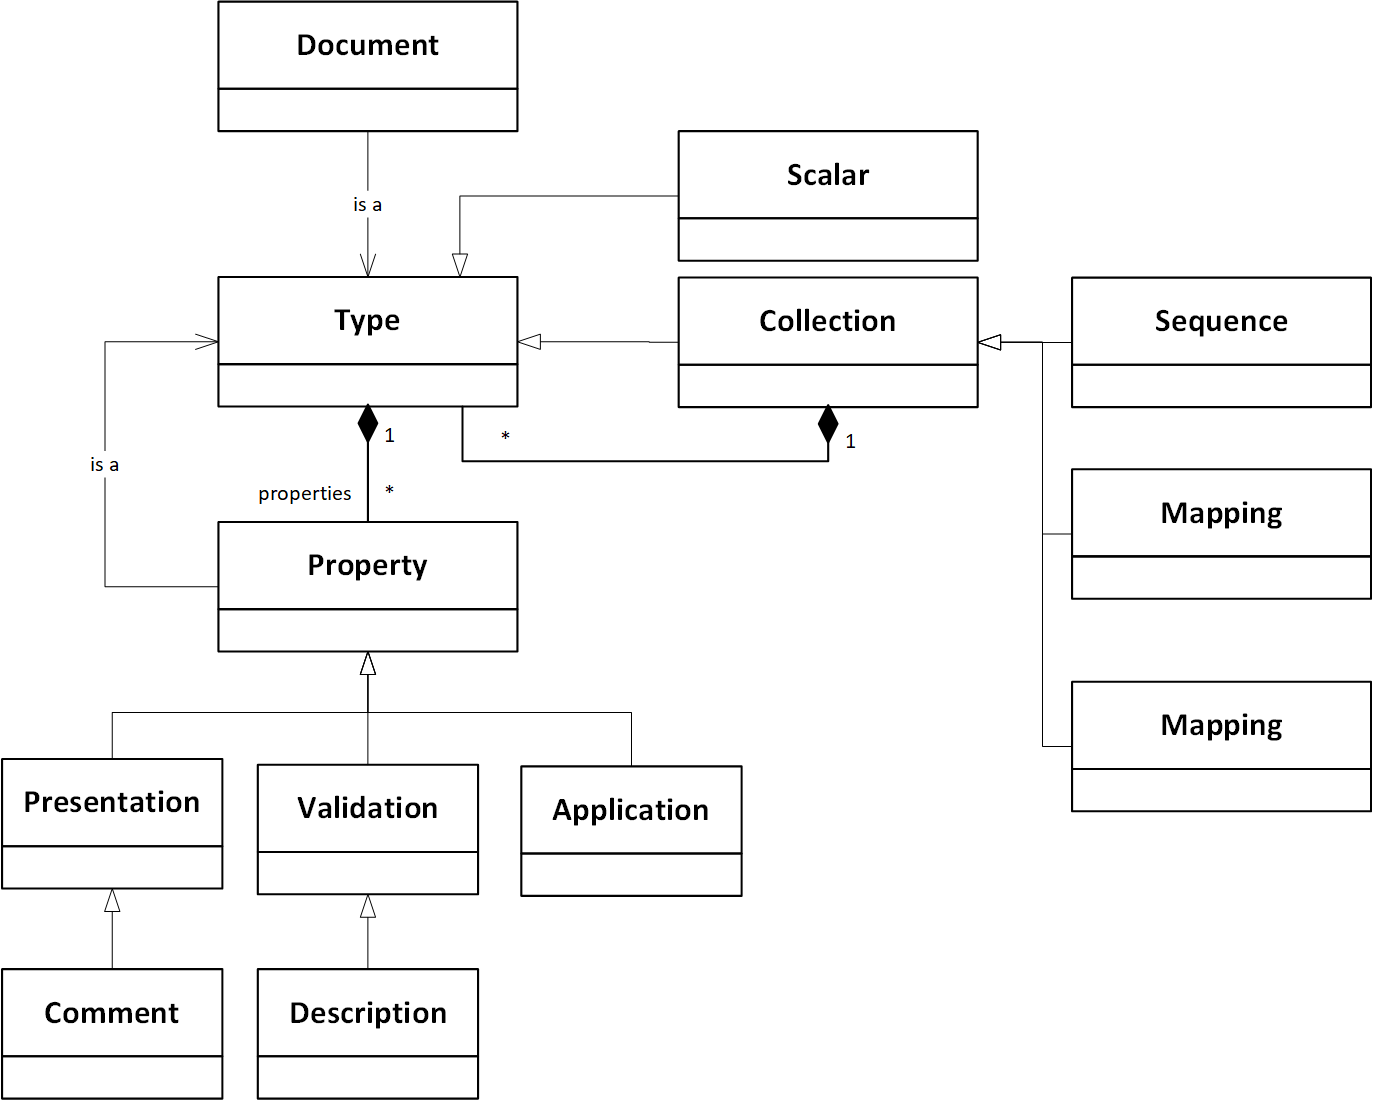 Document
Scalar
is a
Type
Collection
Sequence
1
*
1
is a
properties
*
Mapping
Property
Mapping
Presentation
Validation
Application
Comment
Description